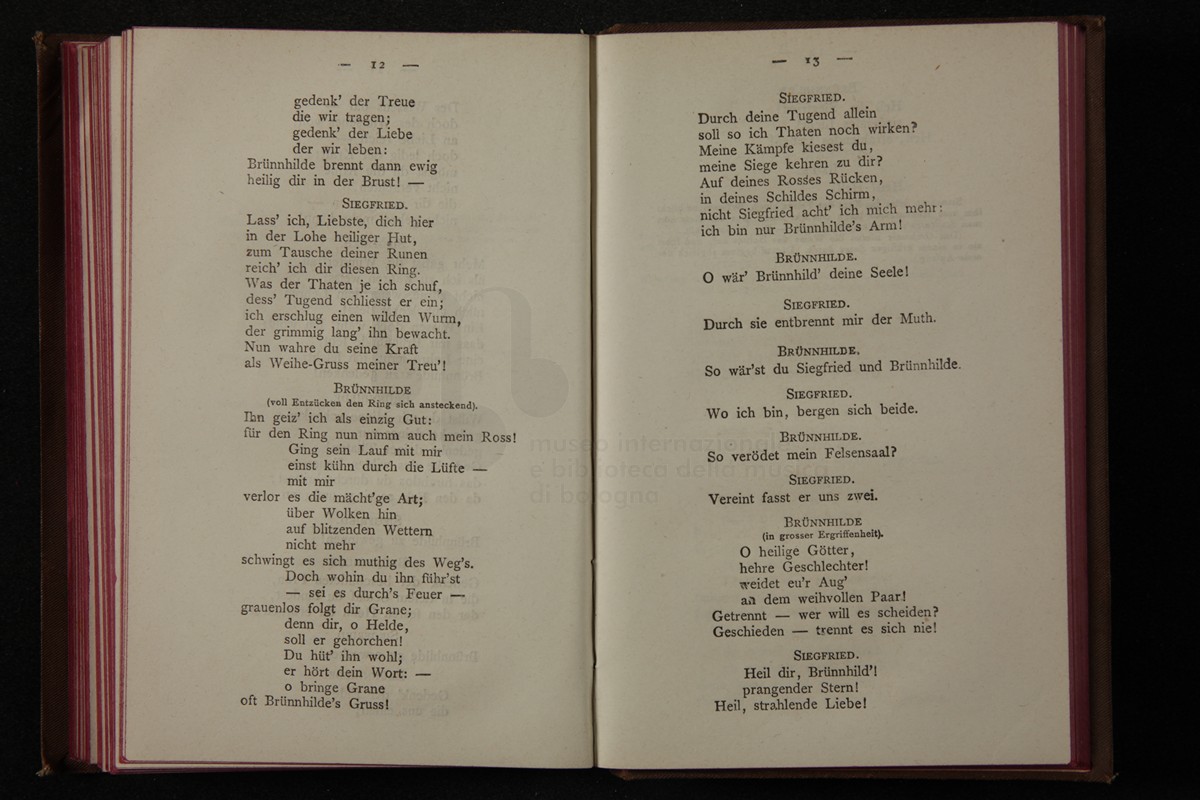 — 12 —
gedenk' der Treue
die wir tragen;
gedenk' der Liebe
der wir leben:
Brünnhilde brennt dann ewig
heilig dir in der Brust! —
SIEGFRIED.
Lass' ich, Liebste, dich hier
in der Lohe heiliger Hut,
zum Tausche deiner Runen
reich' ich dir diesen Ring.
Was der Thaten je ich schuf,
dess' Tugend schliesst er ein;
ich erschlug einen wilden Wurm,
der grimmig lang' ihn bewacht.
Nun wahre du seine Kraft
als Weihe-Gruss meiner Treu'!
BRÜNNHILDE
(voll Entzücken den Ring sich ansteckend).
Ihn geiz' ich als einzig Gut:
für den Ring nun nimm auch mein Ross!
Ging sein Lauf mit mir
einst kühn durch die Lüfte —
mit mir
verlor es die mächt'ge Art;
über Wolken hin
auf blitzenden Wettern
nicht mehr
schwingt es sich muthig des Weg's.
Doch wohin du ihn führ'st
— sei es durch's Feuer —
grauenlos folgt dir Grane;
denn dir, o Helde,
soll er gehorchen!
Du hüt' ihn wohl;
er hört dein Wort: —
o bringe Grane
oft Brünnhilde's Gruss!
— 13 —
SIEGFRIED.
Durch deine Tugend allein
soll so ich Thaten noch wirken?
Meine Kämpfe kiesest du,
meine Siege kehren zu dir?
Auf deines Rosses Rücken,
in deines Schildes Schirm,
nicht Siegfried acht' ich mich mehr:
ich bin nur Brünnhilde's Arm!
BRÜNNHILDE.
O wär' Brünnhild' deine Seele!
SIEGFRIED.
Durch sie entbrennt mir der Muth.
BRÜNNHILDE.
So wär'st du Siegfried und Brünnhilde.
SIEGFRIED.
Wo ich bin, bergen sich beide.
BRÜNNHILDE.
So verödet mein Felsensaal?
SIEGFRIED.
Vereint fasst er uns zwei.
BRÜNNHILDE
(in grosser Ergriffenheit).
O heilige Götter,
hehre Geschlechter!
weidet eu'r Aug'
an dem weihvollen Paar!
Getrennt — wer will es scheiden?
Geschieden — trennt es sich nie!
SIEGFRIED.
Heil dir, Brünnhild'!
prangender Stern!
Heil, strahlende Liebe!
museo internazionale
e biblioteca della musica
di bologna